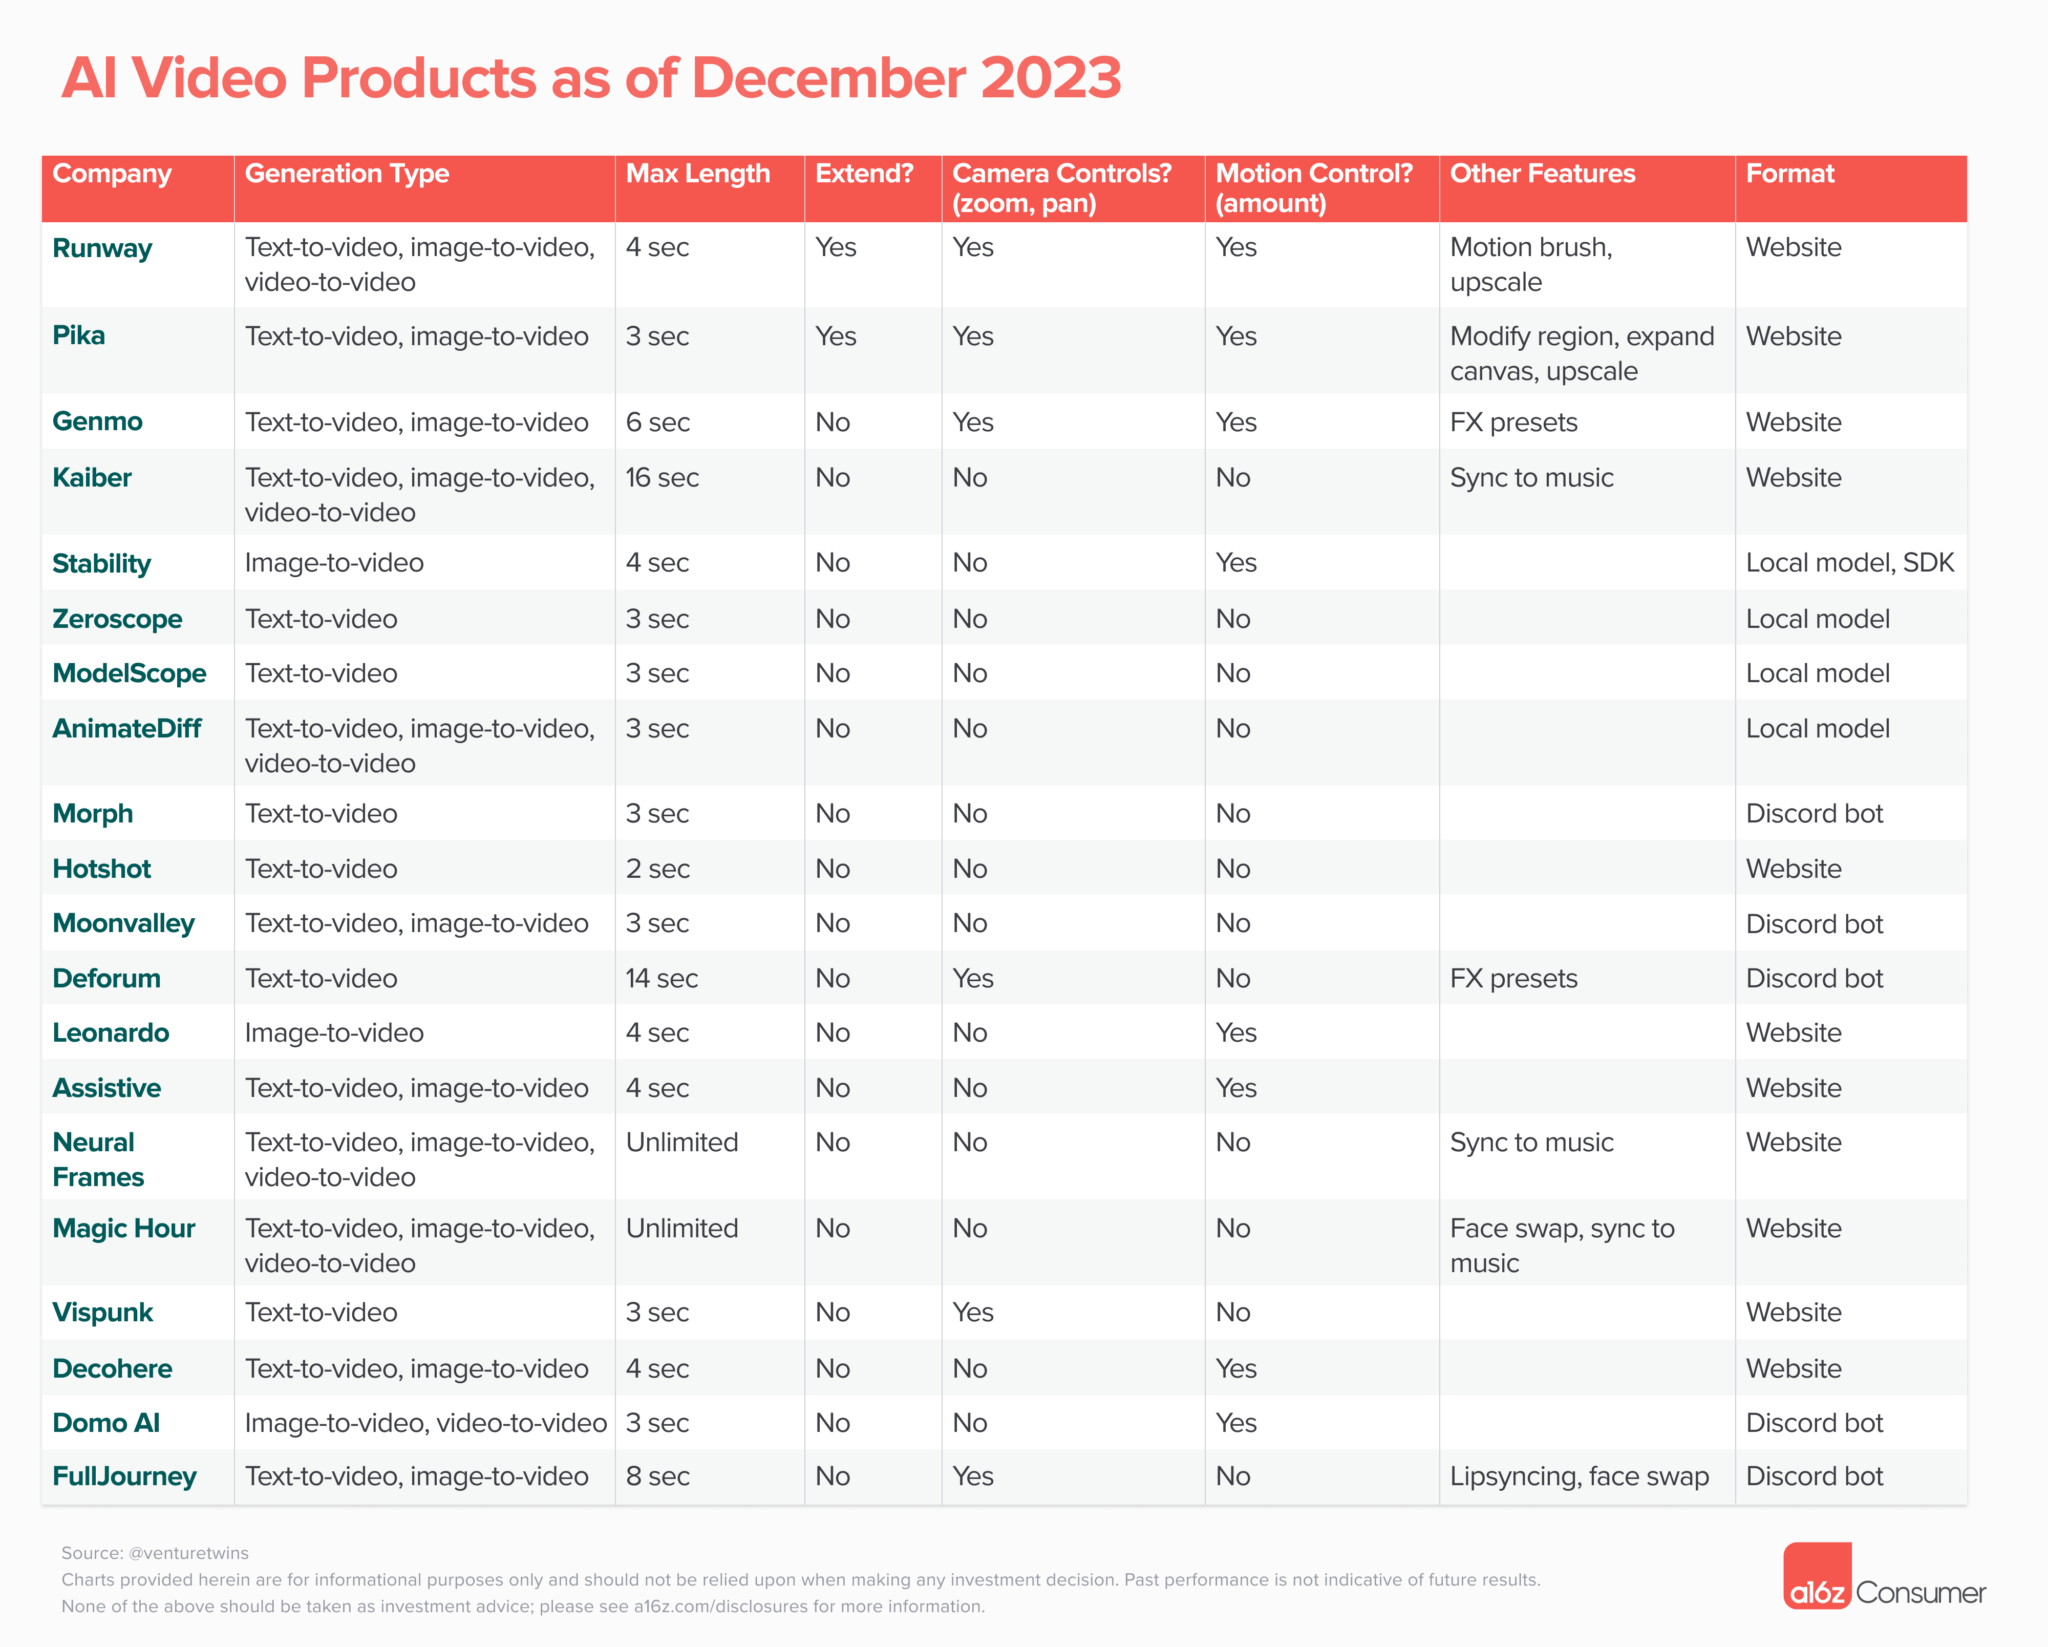 AI Video Products as of December 2023
Company Generation Type Max Length Extend? Camera Controls? Motion Control? Other Features Format
(zoom, pan) (amount)
Runway Text-to-video, image-to-video, 4 sec Yes Yes Yes Motion brush, Website
video-to-video upscale
Pika Text-to-video, image-to-video 3 sec Yes Yes Yes Modify region, expand Website
canvas, upscale
Genmo Text-to-video, image-to-video 6 sec No Yes Yes FX presets Website
Kaiber Text-to-video, image-to-video, 16 sec No No No Sync to music Website
video-to-video
Stability Image-to-video 4 sec No No Yes Local model, SDK
Zeroscope Text-to-video 3 sec No No No Local model
ModelScope Text-to-video 3 sec No No No Local model
AnimateDiff Text-to-video, image-to-video, 3 sec No No No Local model
video-to-video
Morph Text-to-video 3 sec No No No Discord bot
Hotshot Text-to-video 2 sec No No No Website
Moonvalley Text-to-video, image-to-video 3 sec No No No Discord bot
Deforum Text-to-video 14 sec No Yes No FX presets Discord bot
Leonardo Image-to-video 4 sec No No Yes Website
Assistive Text-to-video, image-to-video 4 sec No No Yes Website
Neural Text-to-video, image-to-video, Unlimited No No No Sync to music Website
Frames video-to-video
Magic Hour Text-to-video, image-to-video, Unlimited No No No Face swap, sync to Website
video-to-video music
Vispunk Text-to-video 3 sec No Yes No Website
Decohere Text-to-video, image-to-video 4 sec No No Yes Website
Domo AI Image-to-video, video-to-video 3 sec No No Yes Discord bot
FullJourney Text-to-video, image-to-video 8 sec No Yes No Lipsyncing, face swap Discord bot
Source: @venturetwins
Charts provided herein are for informational purposes only and should not be relied upon when making any investment decision. Past performance is not indicative of future results.
None of the above should be taken as investment advice; please see a16z.com/disclosures for more information.
a16z Consumer